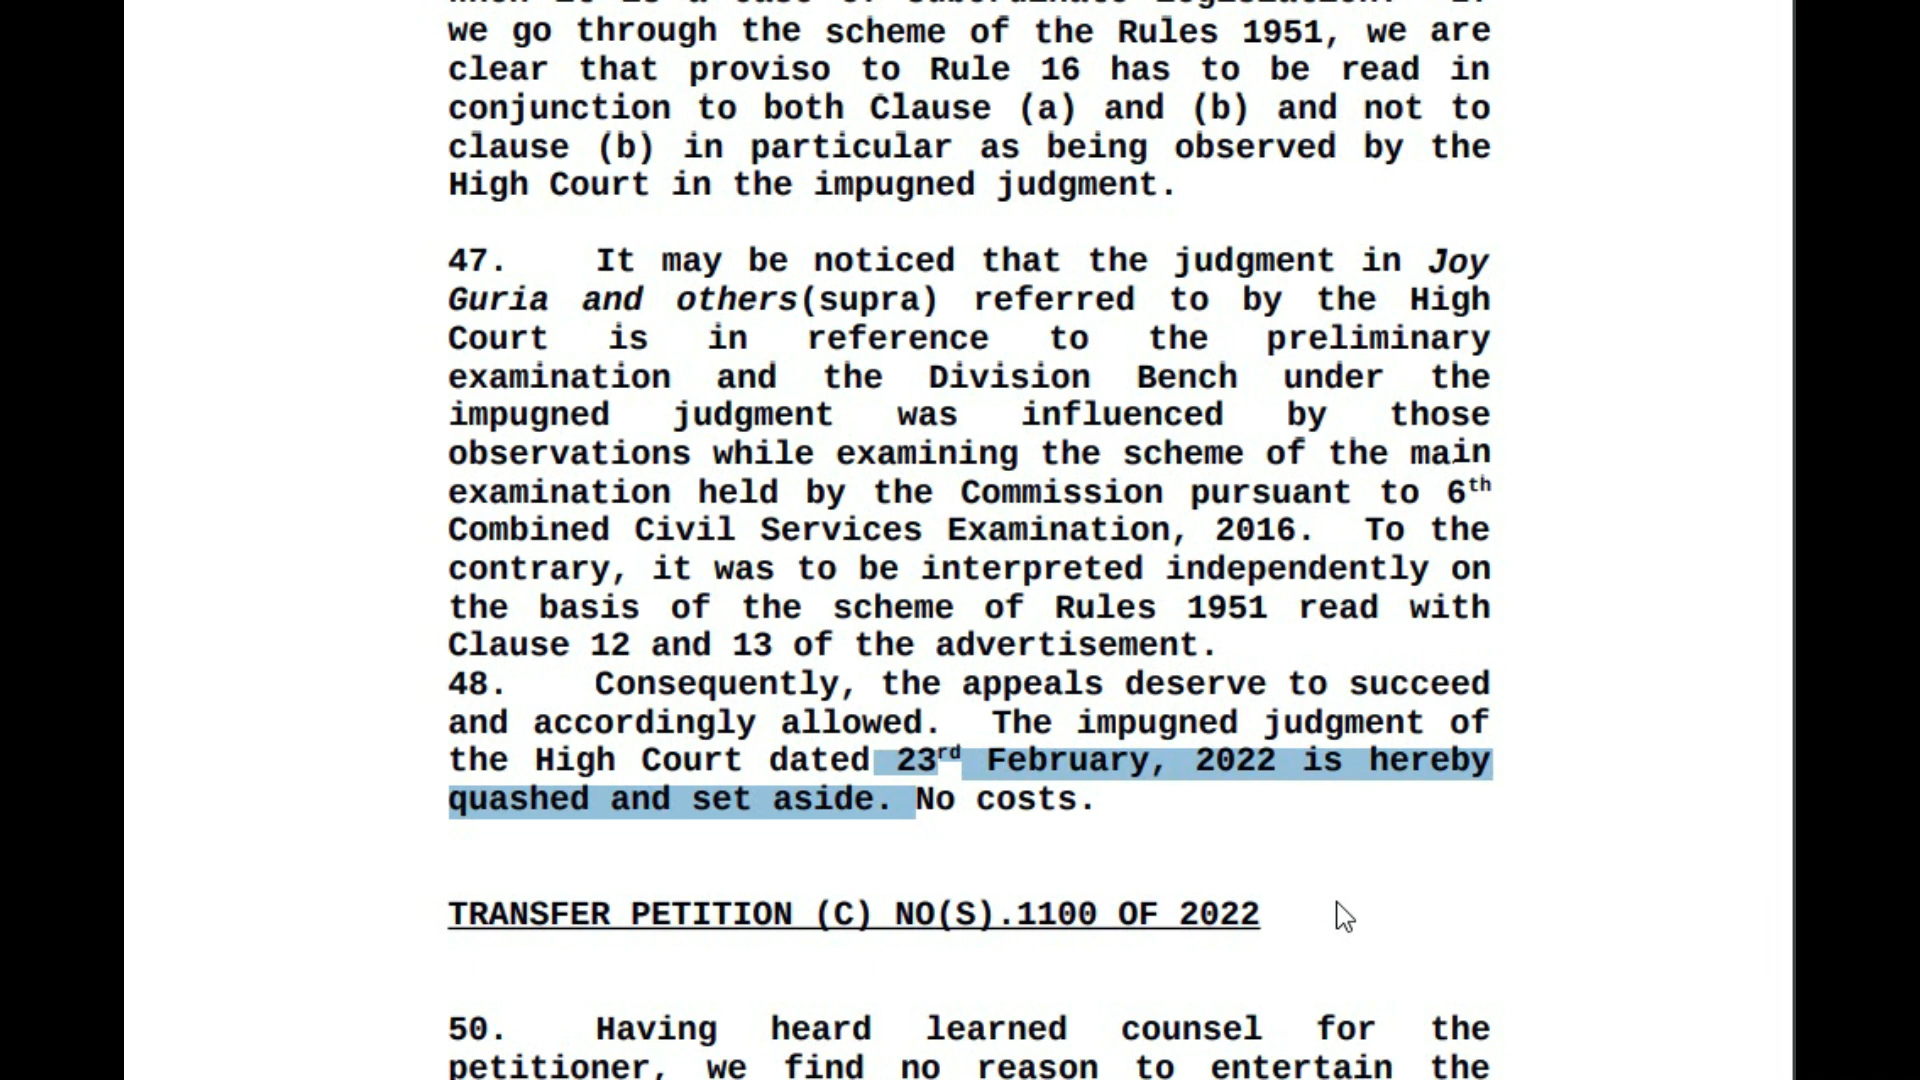 when it is a case of subordinate legislation. If
we go through the scheme of the Rules 1951, we are
clear that proviso to Rule 16 has to be read in
conjunction to both Clause (a) and (b) and not to
clause (b) in particular as being observed by the
High Court in the impugned judgment.
47. It may be noticed that the judgment in Joy
Guria and others(supra) referred to by the High
Court is in reference to the preliminary
examination and the Division Bench under the
impugned judgment was influenced by those
observations while examining the scheme of the main
examination held by the Commission pursuant to 6th
Combined Civil Services Examination, 2016. To the
contrary, it was to be interpreted independently on
the basis of the scheme of Rules 1951 read with
Clause 12 and 13 of the advertisement.
48. Consequently, the appeals deserve to succeed
and accordingly allowed. The impugned judgment of
the High Court dated 23rd February, 2022 is hereby
quashed and set aside. No costs.
TRANSFER PETITION (C) NO(S).1100 OF 2022
50. Having heard learned counsel for the
petitioner, we find no reason to entertain the